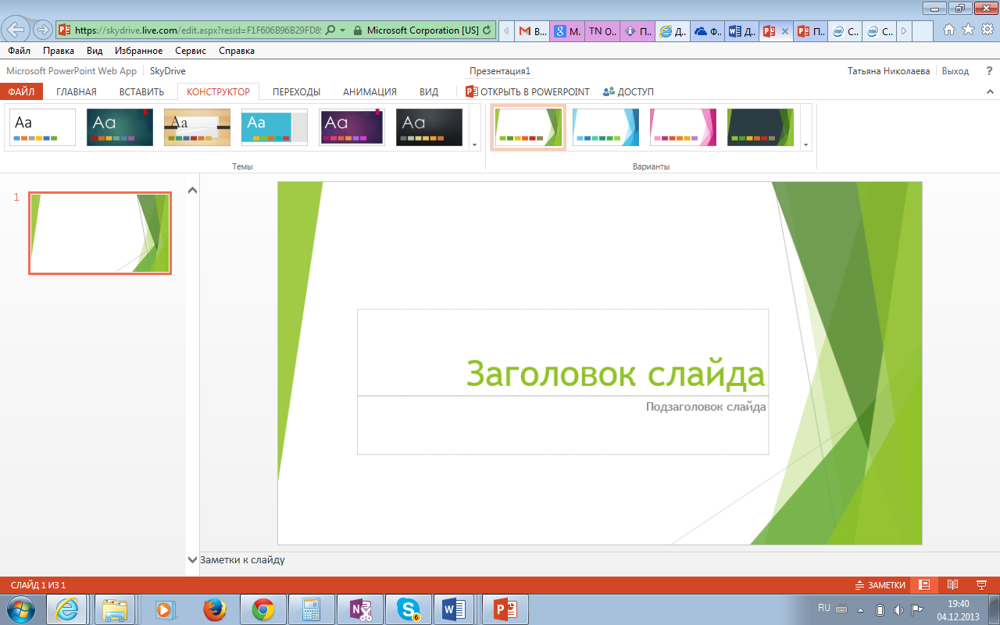 https://skydrive.live.com/edit.aspx?resid=F1F606B96B29FD8
Microsoft Corporation [US]
В...
М.
TN О..
П..
Д..
Ф..
Д..
П..
С..
С..
Файл Правка Вид Избранное Сервис Справка
Microsoft PowerPoint Web App SkyDrive Презентация1 Татьяна Николаева Выход ?
ФАЙЛ ГЛАВНАЯ ВСТАВИТЬ КОНСТРУКТОР ПЕРЕХОДЫ АНИМАЦИЯ ВИД ОТКРЫТЬ В POWERPOINT ДОСТУП
Aa Aa Aa Aa Aa Aa
Темы Варианты
1
Заголовок слайда
Подзаголовок слайда
Заметки к слайду
СЛАЙД 1 ИЗ 1 ЗАМЕТКИ
RU 19:40
04.12.2013